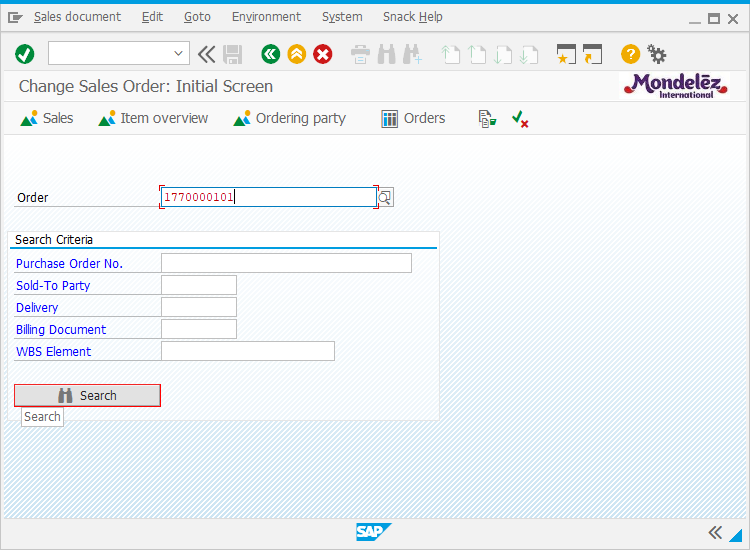 Sales document Edit Goto Environment System Snack Help
Change Sales Order: Initial Screen
Mondelēz
International
Sales Item overview Ordering party Orders
Order 1770000101
Search Criteria
Purchase Order No.
Sold-To Party
Delivery
Billing Document
WBS Element
Search
Search
SAP